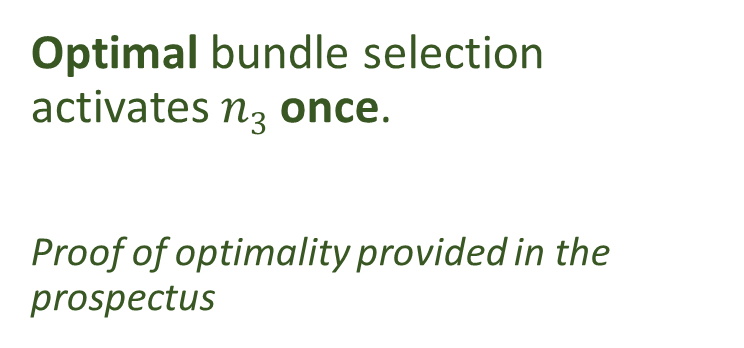 Optimal bundle selection
activates n₃ once.
Proof of optimality provided in the
prospectus